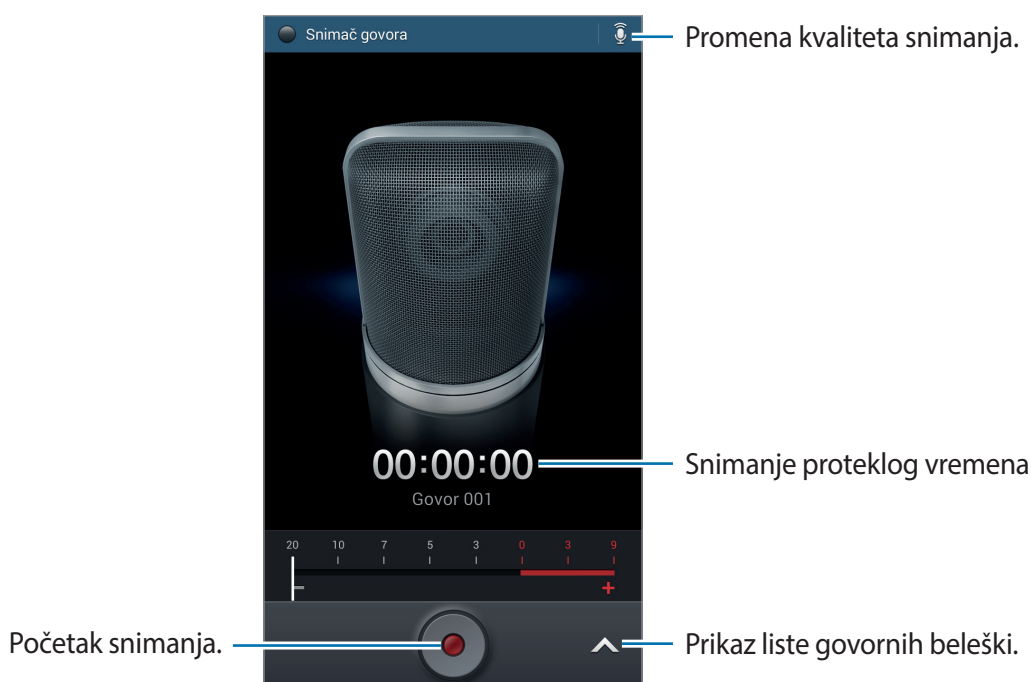 Snimač govora
Promena kvaliteta snimanja.
00:00:00
Snimanje proteklog vremena
Govor 001
20 10 7 5 3 0 3 9
− +
Početak snimanja.
Prikaz liste govornih beleški.